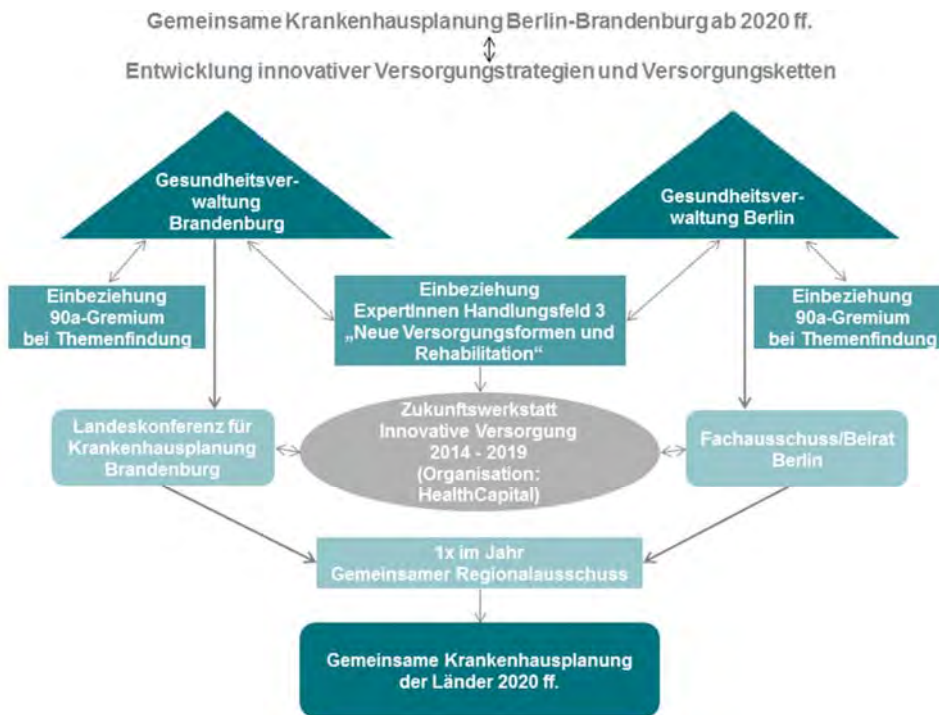 Gemeinsame Krankenhausplanung Berlin-Brandenburg ab 2020 ff.
Entwicklung innovativer Versorgungstrategien und Versorgungsketten
Gesundheitsver-
waltung
Brandenburg
Gesundheitsver-
waltung Berlin
Einbeziehung
90a-Gremium
bei Themenfindung
Einbeziehung
ExpertInnen Handlungsfeld 3
„Neue Versorgungsformen und
Rehabilitation“
Einbeziehung
90a-Gremium
bei Themenfindung
Landeskonferenz für
Krankenhausplanung
Brandenburg
Zukunftswerkstatt
Innovative Versorgung
2014 - 2019
(Organisation:
HealthCapital)
Fachausschuss/Beirat
Berlin
1x im Jahr
Gemeinsamer Regionalausschuss
Gemeinsame Krankenhausplanung
der Länder 2020 ff.